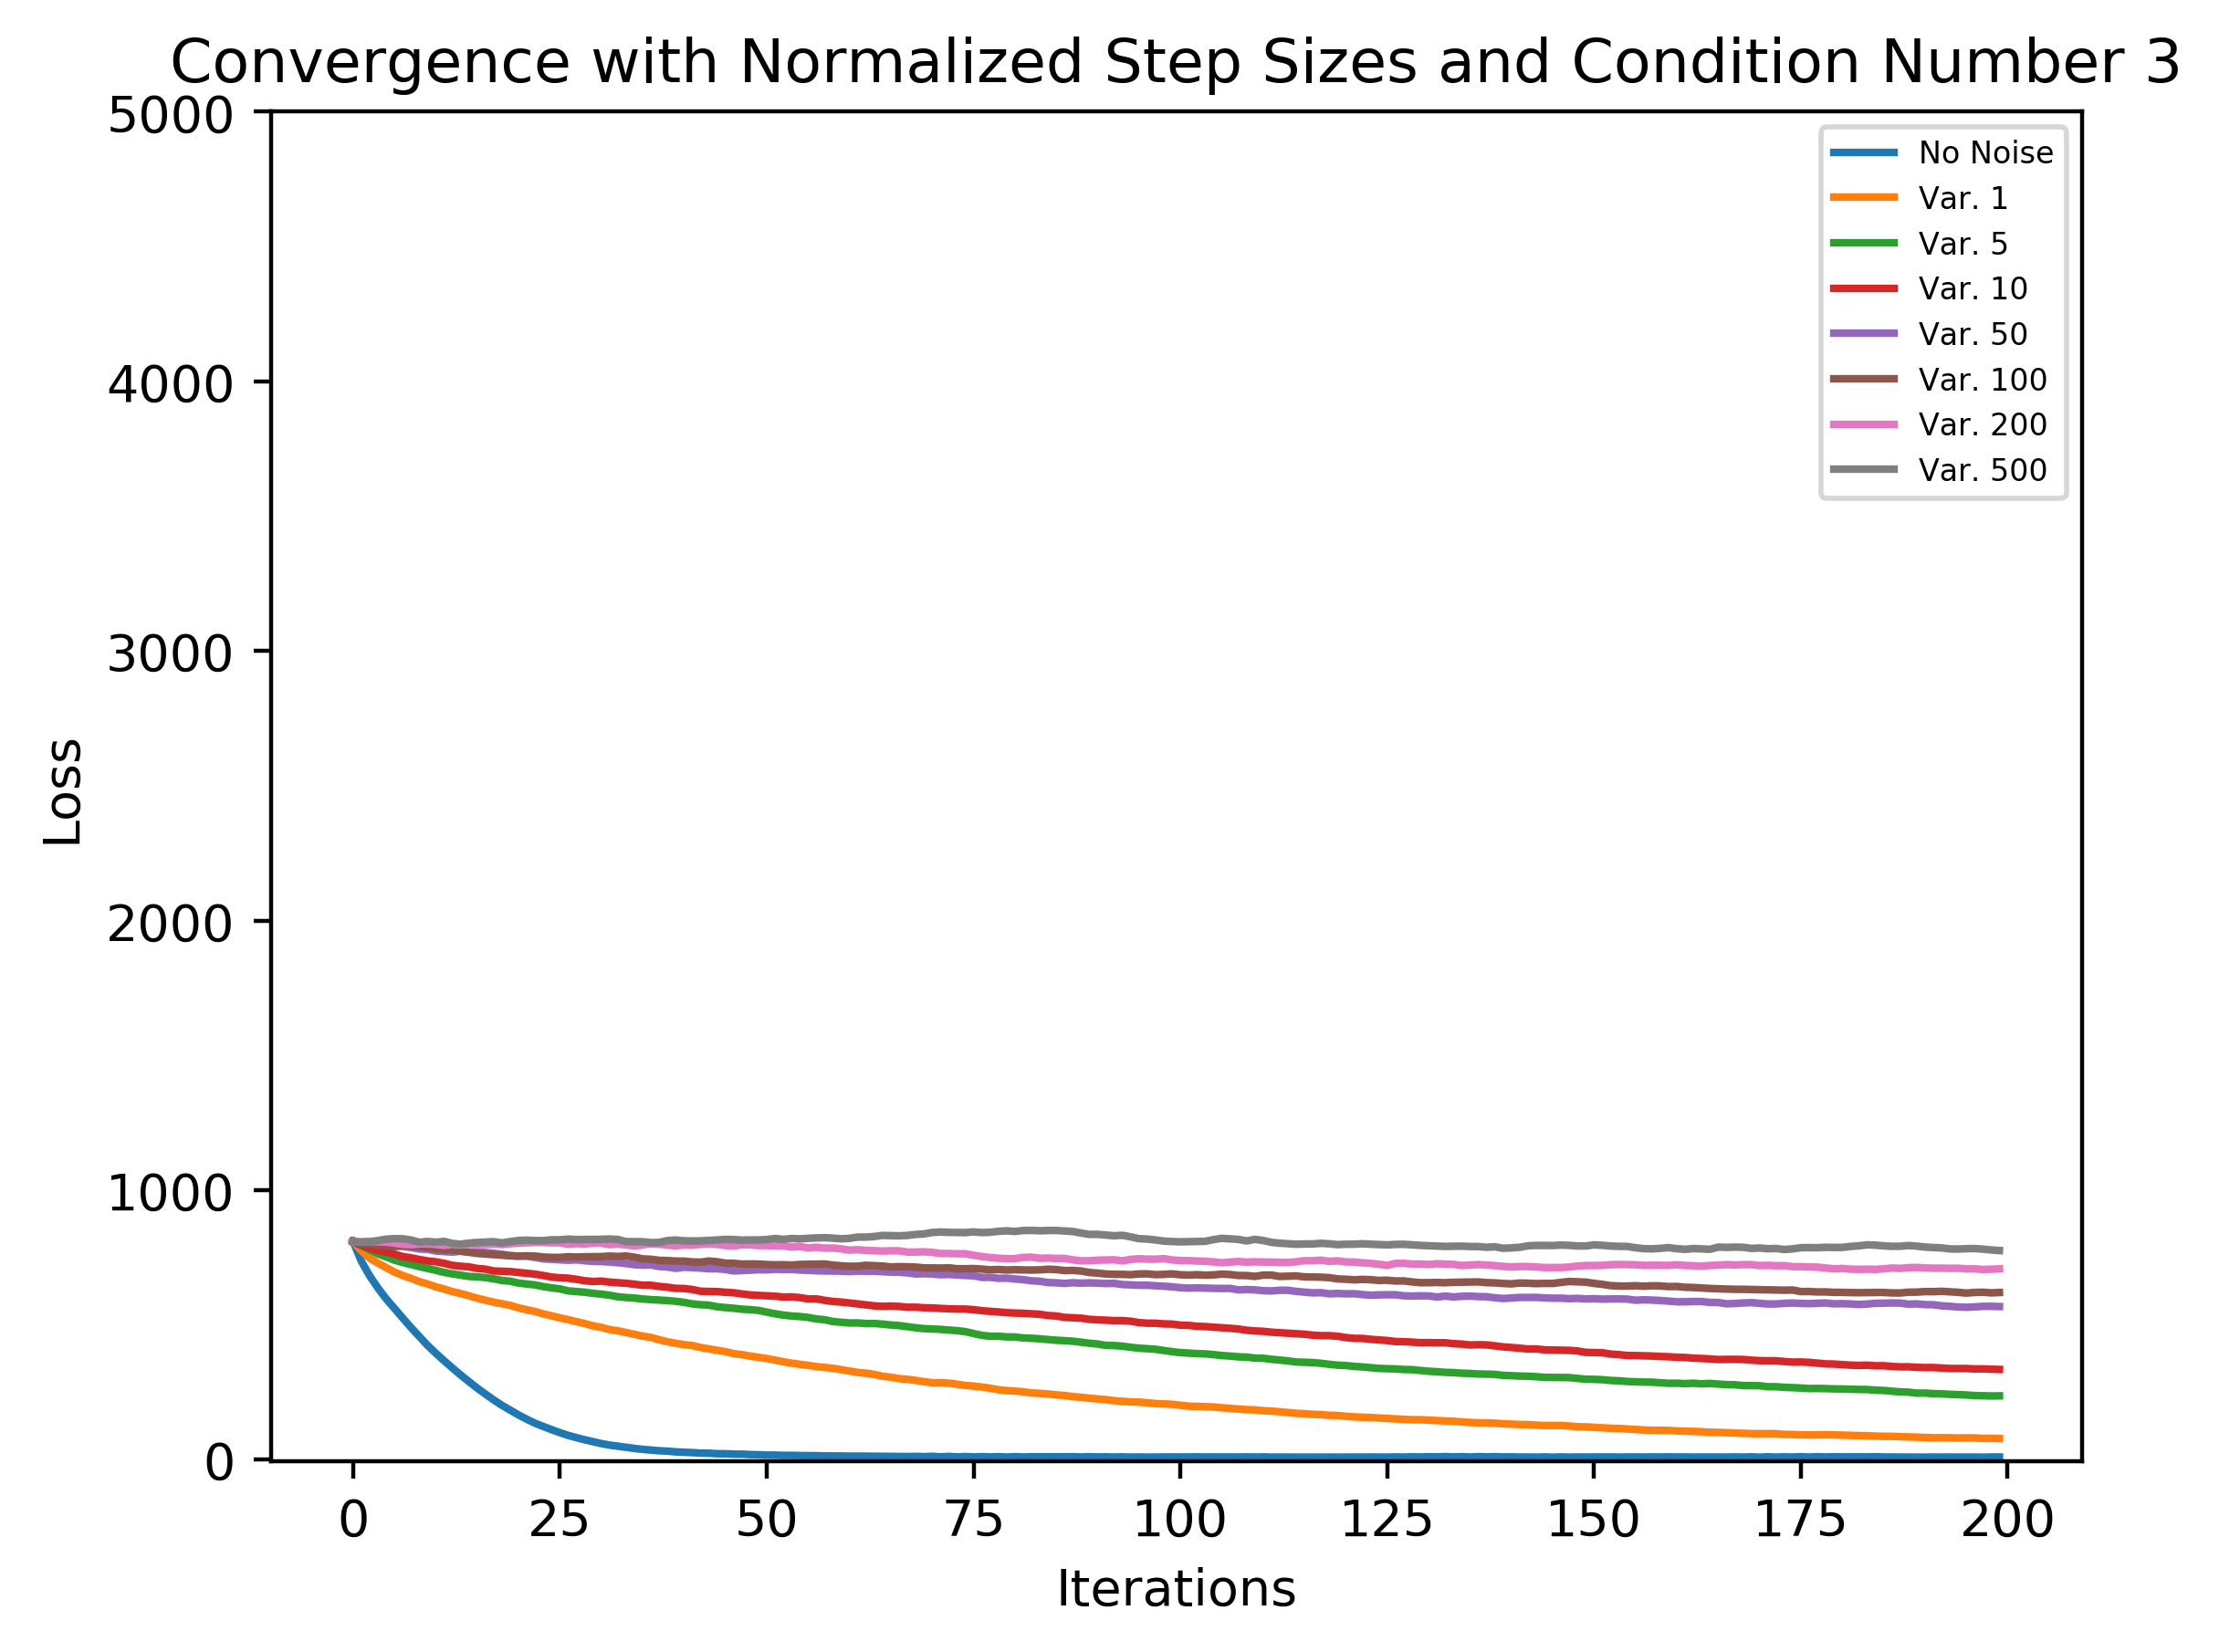 Convergence with Normalized Step Sizes and Condition Number 3
5000
4000
3000
2000
1000
0
Loss
No Noise
Var. 1
Var. 5
Var. 10
Var. 50
Var. 100
Var. 200
Var. 500
0 25 50 75 100 125 150 175 200
Iterations